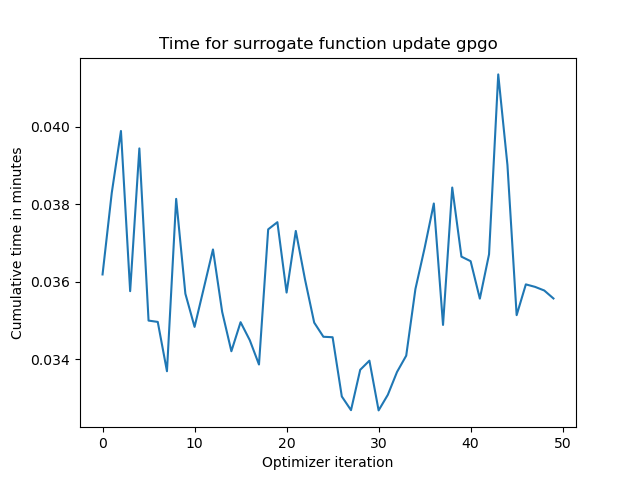 Time for surrogate function update gpgo
Cumulative time in minutes
0.040
0.038
0.036
0.034
0 10 20 30 40 50
Optimizer iteration